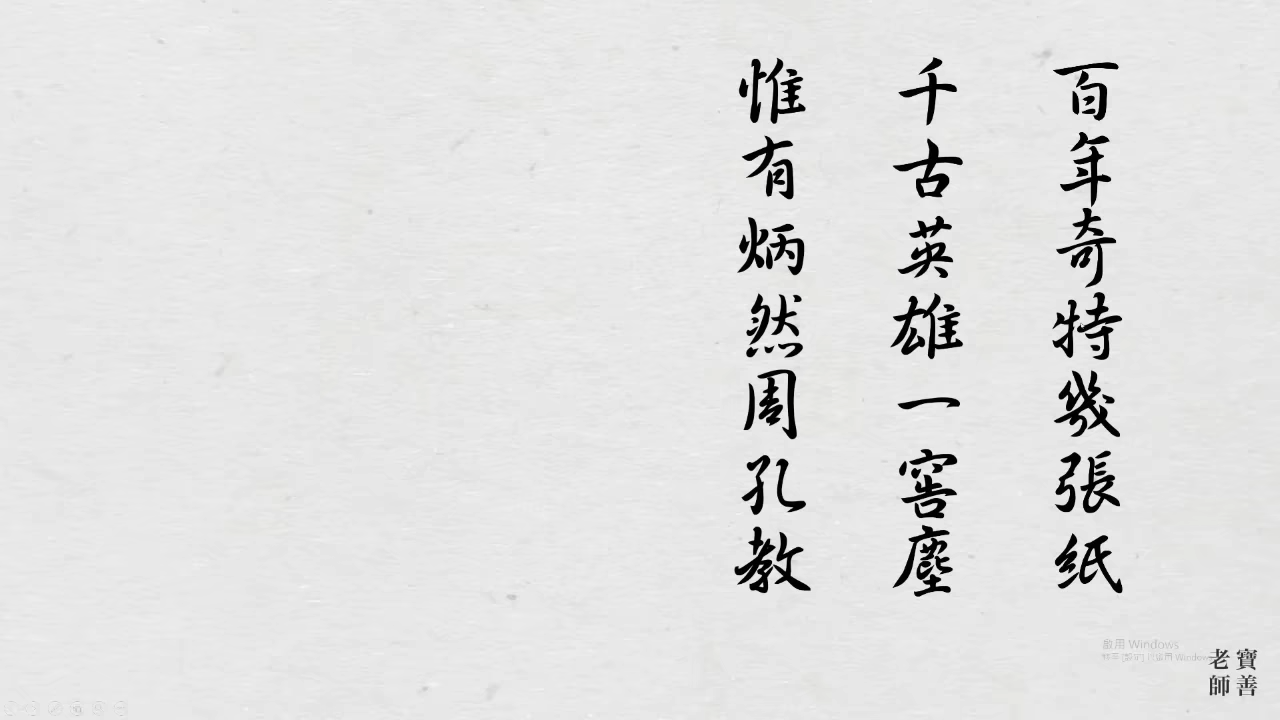 百年奇特幾張紙
千古英雄一窖塵
惟有炳然周孔教
啟用 Windows
寶善
老師